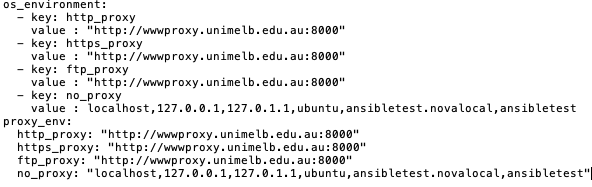 os_environment:
  - key: http_proxy
    value : "http://wwwproxy.unimelb.edu.au:8000"
  - key: https_proxy
    value : "http://wwwproxy.unimelb.edu.au:8000"
  - key: ftp_proxy
    value : "http://wwwproxy.unimelb.edu.au:8000"
  - key: no_proxy
    value : localhost,127.0.0.1,127.0.1.1,ubuntu,ansibletest.novalocal,ansibletest
proxy_env:
  http_proxy: "http://wwwproxy.unimelb.edu.au:8000"
  https_proxy: "http://wwwproxy.unimelb.edu.au:8000"
  ftp_proxy: "http://wwwproxy.unimelb.edu.au:8000"
  no_proxy: "localhost,127.0.0.1,127.0.1.1,ubuntu,ansibletest.novalocal,ansibletest"